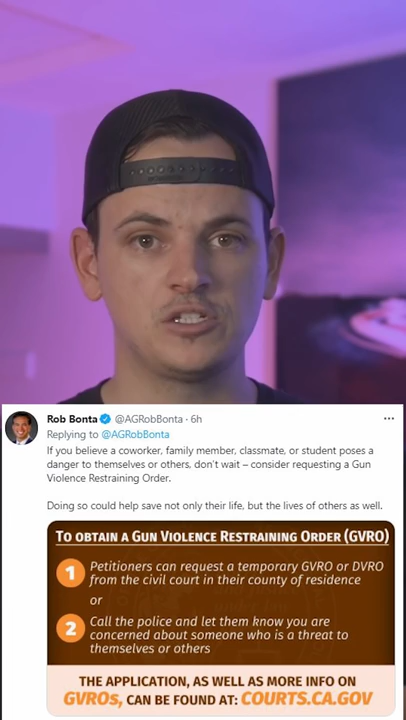 Rob Bonta @AGRobBonta · 6h
Replying to @AGRobBonta
If you believe a coworker, family member, classmate, or student poses a
danger to themselves or others, don't wait – consider requesting a Gun
Violence Restraining Order.
Doing so could help save not only their life, but the lives of others as well.
TO OBTAIN A GUN VIOLENCE RESTRAINING ORDER (GVRO)
1 Petitioners can request a temporary GVRO or DVRO
from the civil court in their county of residence
or
2 Call the police and let them know you are
concerned about someone who is a threat to
themselves or others
THE APPLICATION, AS WELL AS MORE INFO ON
GVROs, CAN BE FOUND AT: COURTS.CA.GOV